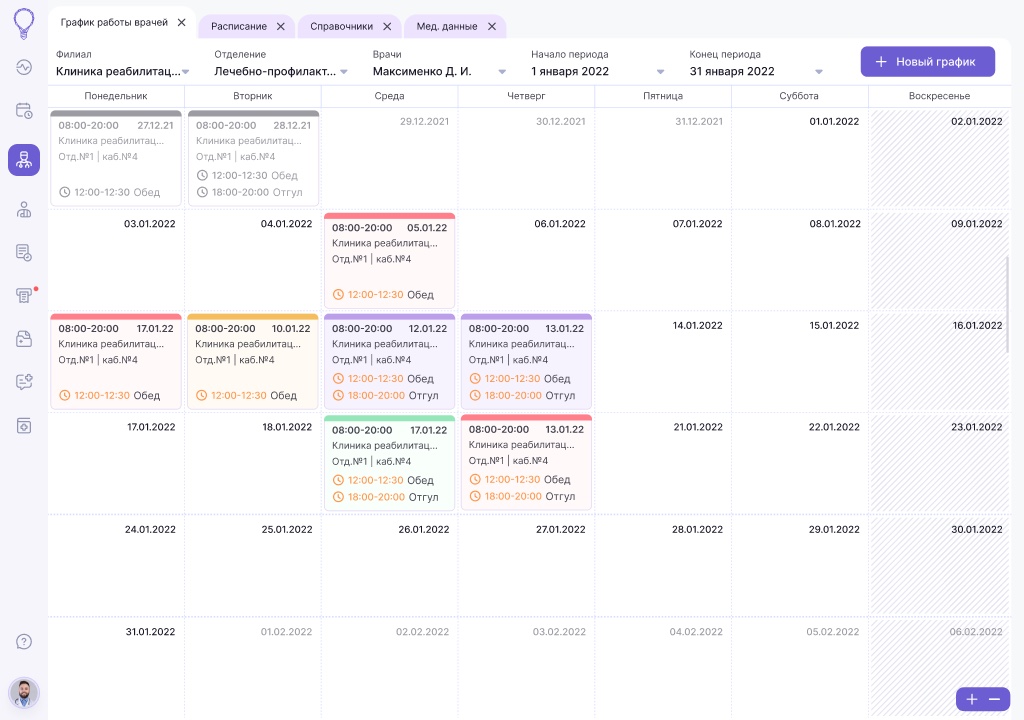 График работы врачей
Расписание
Справочники
Мед. данные
Филиал
Клиника реабилитац...
Отделение
Лечебно-профилакт...
Врачи
Максименко Д. И.
Начало периода
1 января 2022
Конец периода
31 января 2022
Новый график
Понедельник
Вторник
Среда
Четверг
Пятница
Суббота
Воскресенье
08:00-20:00 27.12.21
Клиника реабилитац...
Отд.№1 | каб.№4
12:00-12:30 Обед
08:00-20:00 28.12.21
Клиника реабилитац...
Отд.№1 | каб.№4
12:00-12:30 Обед
18:00-20:00 Отгул
29.12.2021
30.12.2021
31.12.2021
01.01.2022
02.01.2022
03.01.2022
04.01.2022
08:00-20:00 05.01.22
Клиника реабилитац...
Отд.№1 | каб.№4
12:00-12:30 Обед
06.01.2022
07.01.2022
08.01.2022
09.01.2022
08:00-20:00 17.01.22
Клиника реабилитац...
Отд.№1 | каб.№4
12:00-12:30 Обед
08:00-20:00 10.01.22
Клиника реабилитац...
Отд.№1 | каб.№4
12:00-12:30 Обед
08:00-20:00 12.01.22
Клиника реабилитац...
Отд.№1 | каб.№4
12:00-12:30 Обед
18:00-20:00 Отгул
08:00-20:00 13.01.22
Клиника реабилитац...
Отд.№1 | каб.№4
12:00-12:30 Обед
18:00-20:00 Отгул
14.01.2022
15.01.2022
16.01.2022
17.01.2022
18.01.2022
08:00-20:00 17.01.22
Клиника реабилитац...
Отд.№1 | каб.№4
12:00-12:30 Обед
18:00-20:00 Отгул
08:00-20:00 13.01.22
Клиника реабилитац...
Отд.№1 | каб.№4
12:00-12:30 Обед
18:00-20:00 Отгул
21.01.2022
22.01.2022
23.01.2022
24.01.2022
25.01.2022
26.01.2022
27.01.2022
28.01.2022
29.01.2022
30.01.2022
31.01.2022
01.02.2022
02.02.2022
03.02.2022
04.02.2022
05.02.2022
06.02.2022